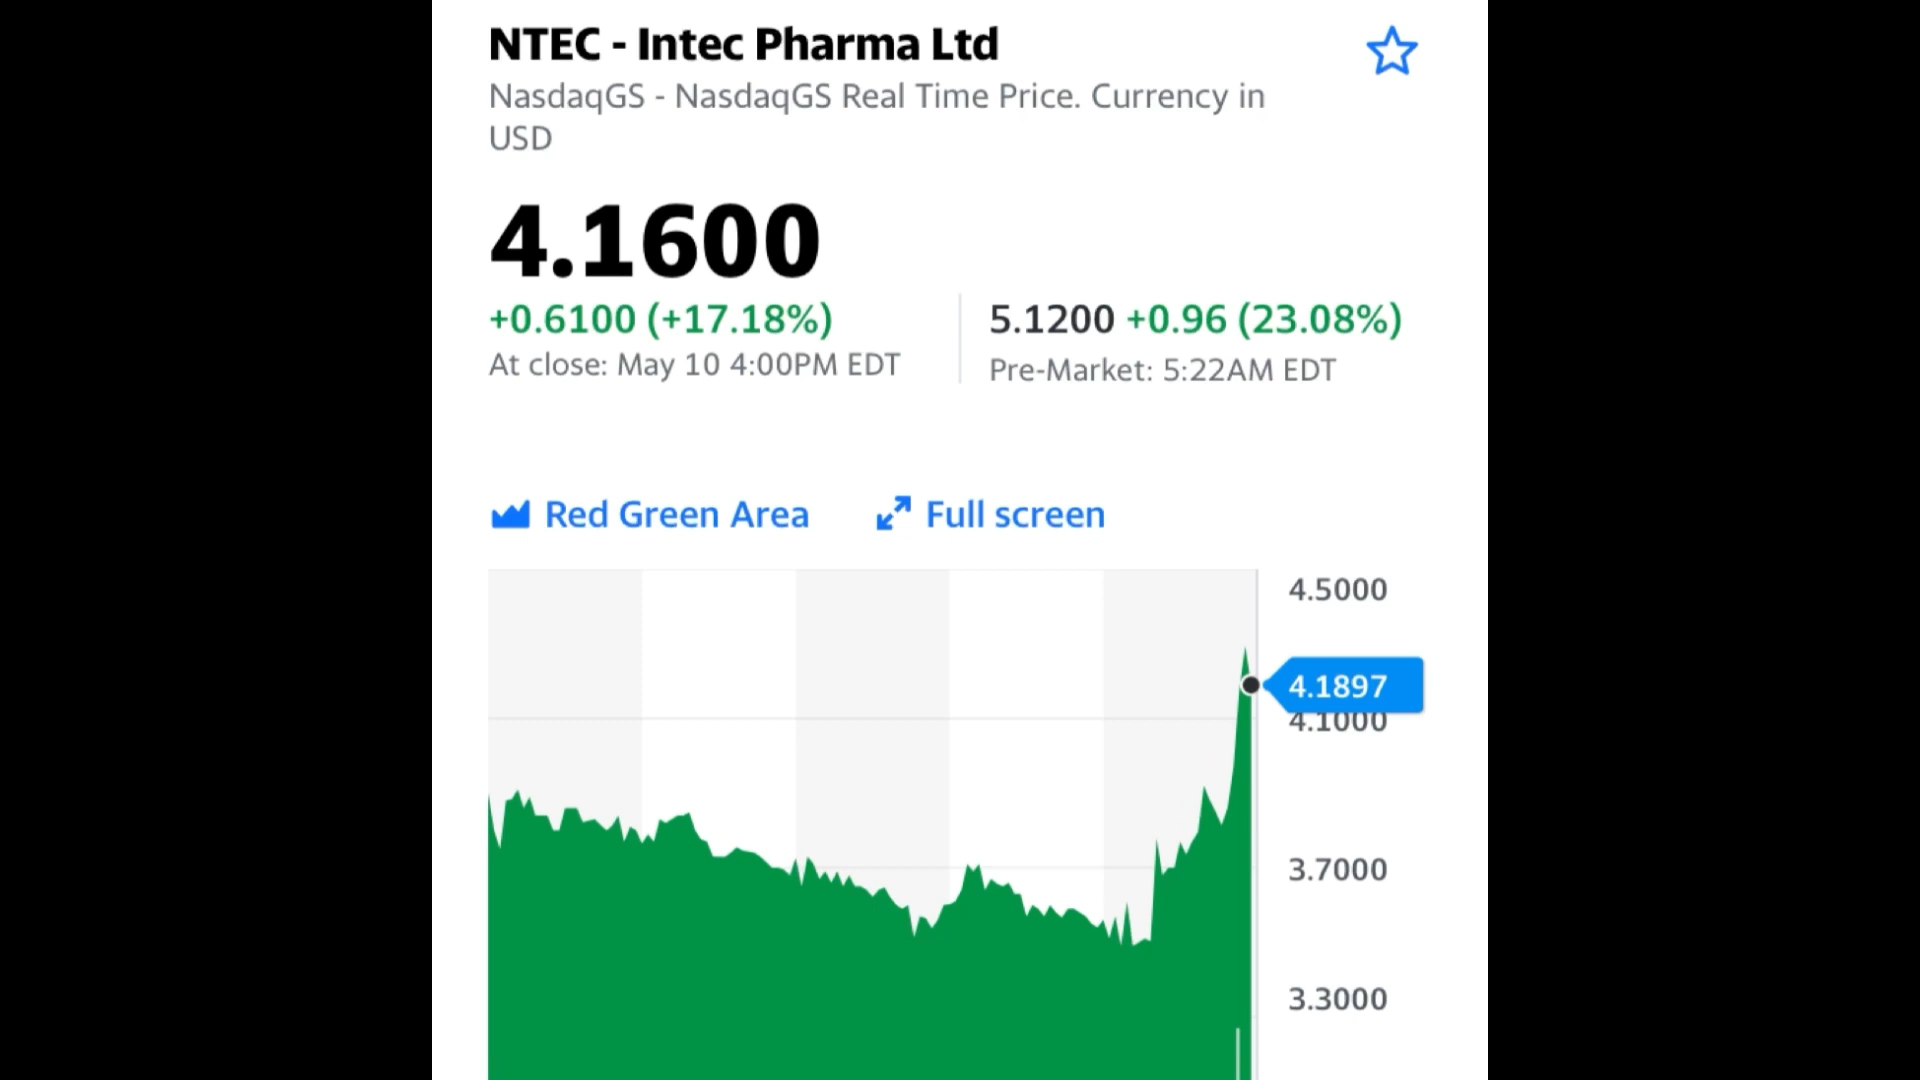 NTEC - Intec Pharma Ltd
NasdaqGS - NasdaqGS Real Time Price. Currency in
USD
4.1600
+0.6100 (+17.18%)
At close: May 10 4:00PM EDT
5.1200 +0.96 (23.08%)
Pre-Market: 5:22AM EDT
Red Green Area
Full screen
4.5000
4.1897
4.1000
3.7000
3.3000